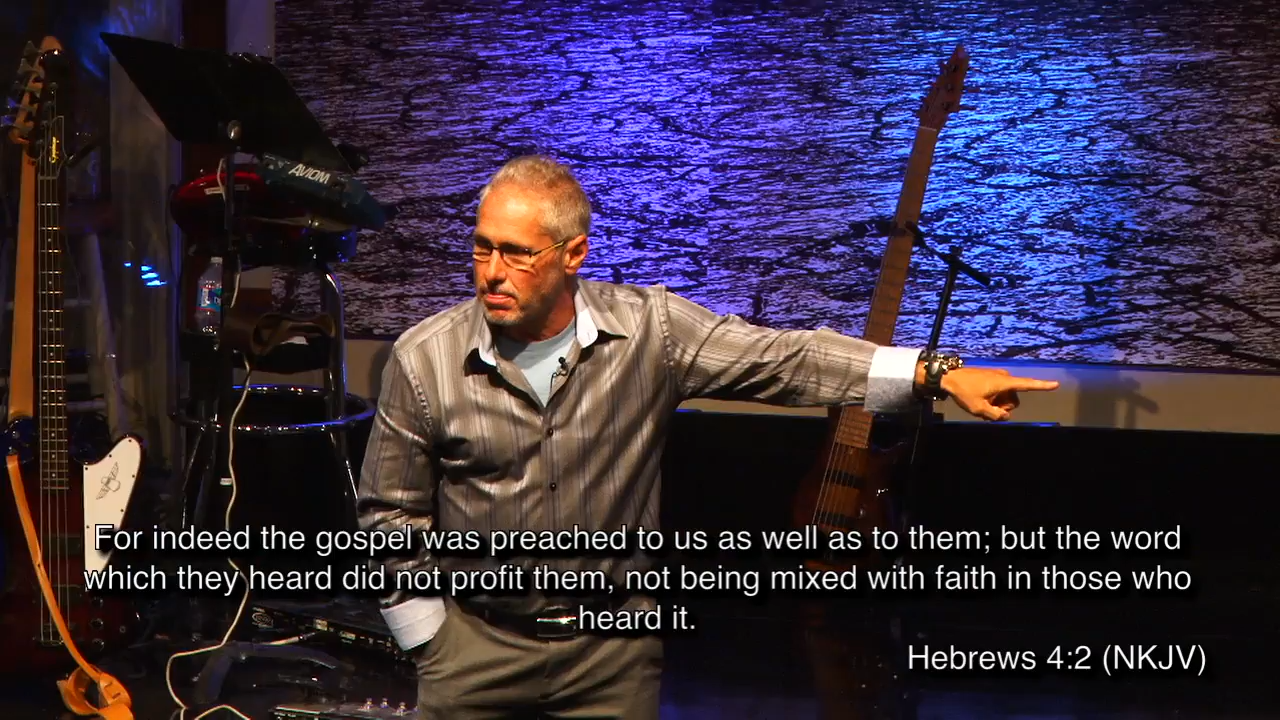 AVIOM
For indeed the gospel was preached to us as well as to them; but the word
which they heard did not profit them, not being mixed with faith in those who
heard it.
Hebrews 4:2 (NKJV)